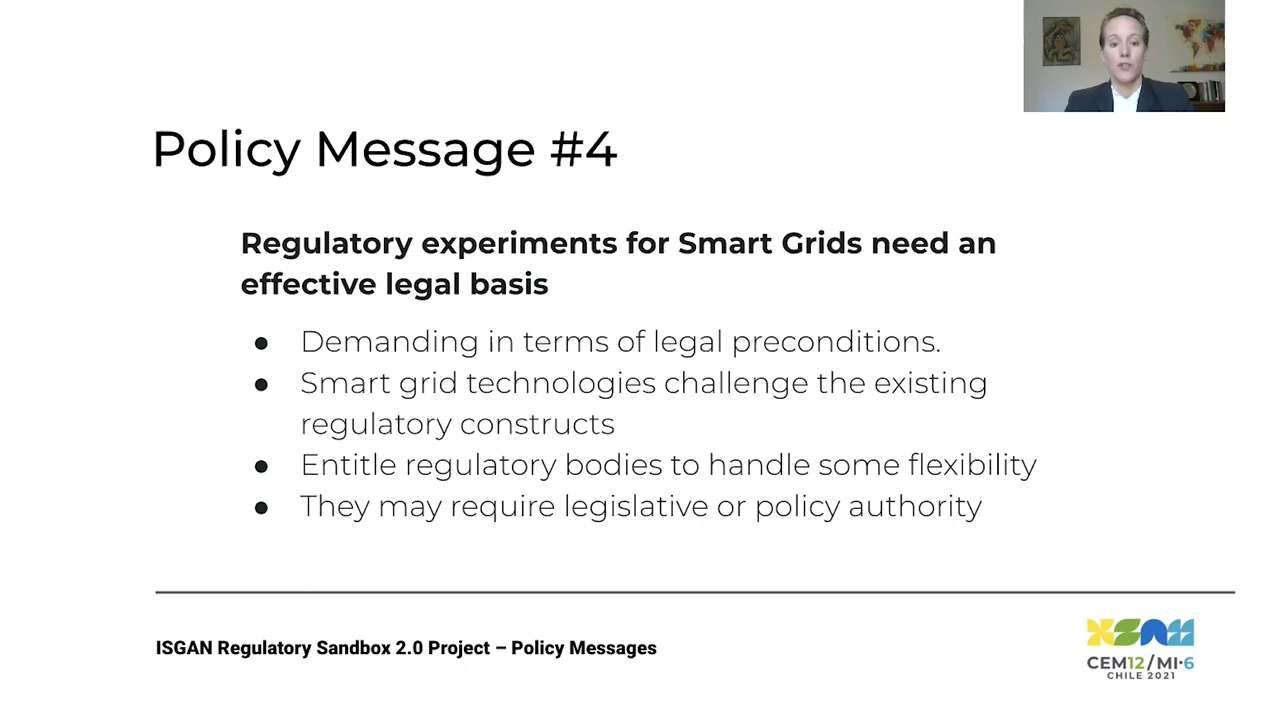 Policy Message #4
Regulatory experiments for Smart Grids need an
effective legal basis
● Demanding in terms of legal preconditions.
● Smart grid technologies challenge the existing
regulatory constructs
● Entitle regulatory bodies to handle some flexibility
● They may require legislative or policy authority
ISGAN Regulatory Sandbox 2.0 Project – Policy Messages
CEM12/MI·6
CHILE 2021